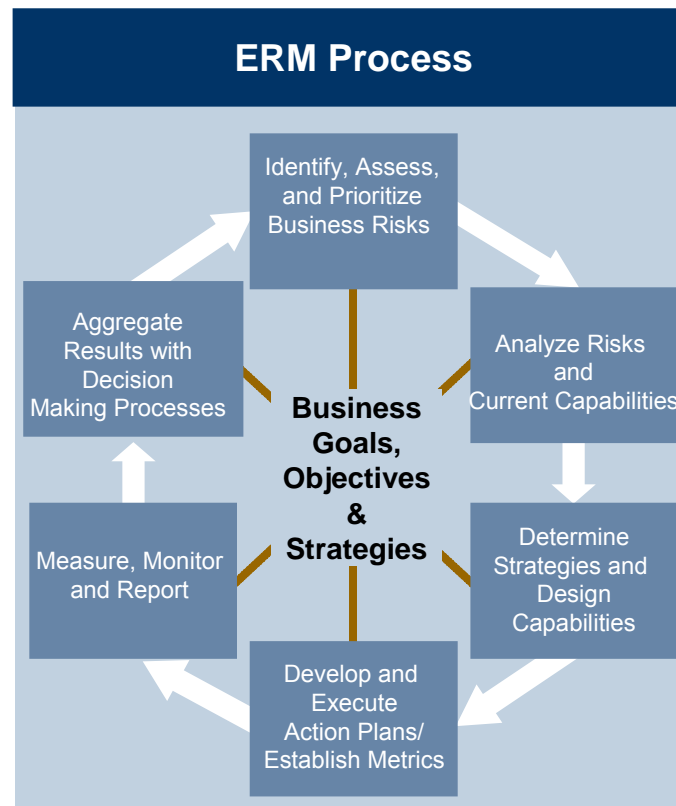 ERM Process
Identify, Assess,
and Prioritize
Business Risks
Analyze Risks
and
Current Capabilities
Determine
Strategies and
Design
Capabilities
Develop and
Execute
Action Plans/
Establish Metrics
Measure, Monitor
and Report
Aggregate
Results with
Decision
Making Processes
Business
Goals,
Objectives
&
Strategies